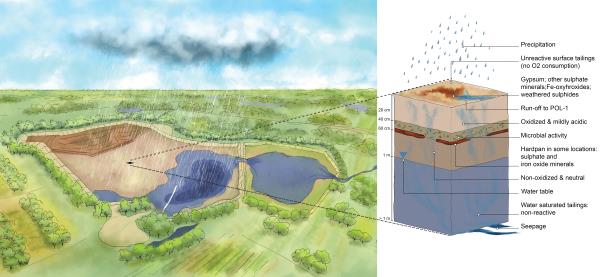 Precipitation
Unreactive surface tailings
(no O2 consumption)
Gypsum; other sulphate
minerals;Fe-oxyhroxides;
weathered sulphides
Run-off to POL-1
20 cm
40 cm
60 cm
Oxidized & mildly acidic
Microbial activity
Hardpan in some locations:
sulphate and
iron oxide minerals
1 m
Non-oxidized & neutral
Water table
Water saturated tailings:
non-reactive
Seepage